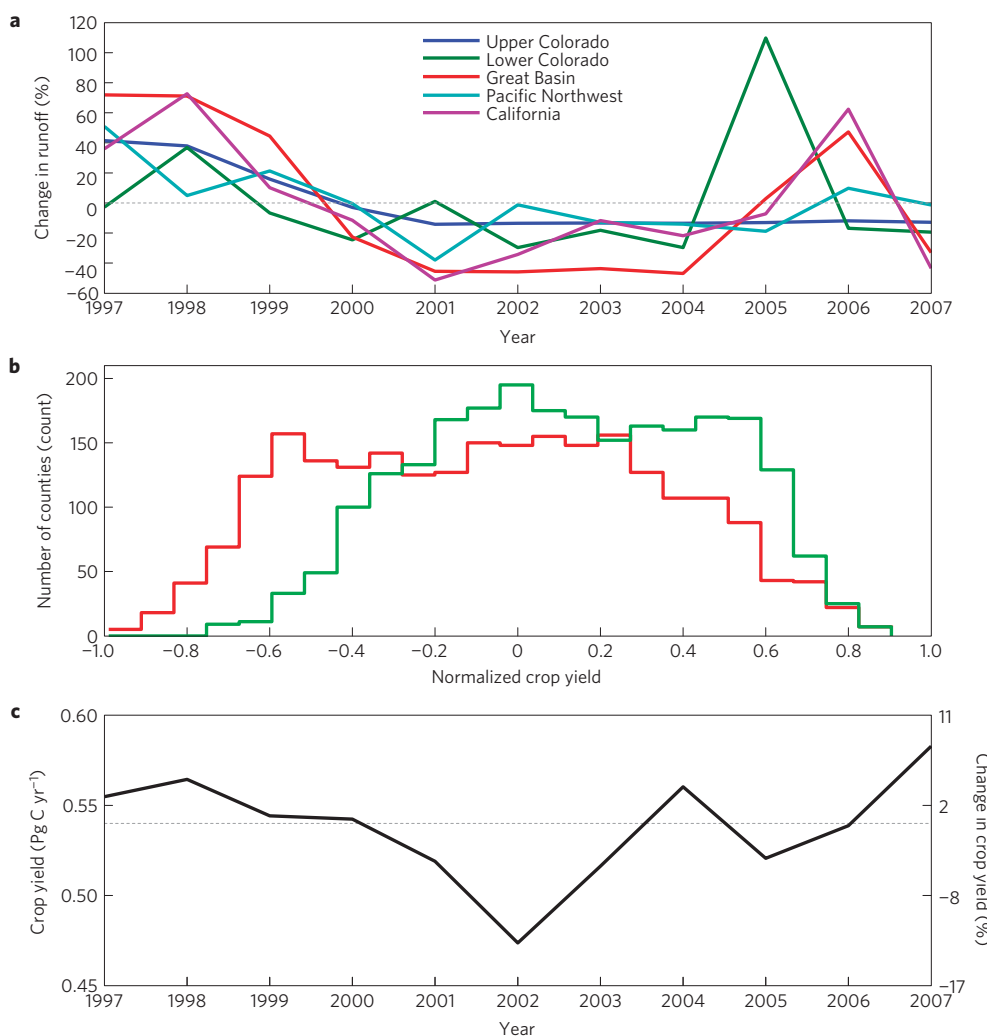 a
120
100
80
60
40
20
0
−20
−40
−60
Change in runoff (%)
Upper Colorado
Lower Colorado
Great Basin
Pacific Northwest
California
1997 1998 1999 2000 2001 2002 2003 2004 2005 2006 2007
Year
b
200
150
100
50
0
Number of counties (count)
−1.0 −0.8 −0.6 −0.4 −0.2 0 0.2 0.4 0.6 0.8 1.0
Normalized crop yield
c
0.60
0.55
0.50
0.45
Crop yield (Pg C yr⁻¹)
11
2
−8
−17
Change in crop yield (%)
1997 1998 1999 2000 2001 2002 2003 2004 2005 2006 2007
Year